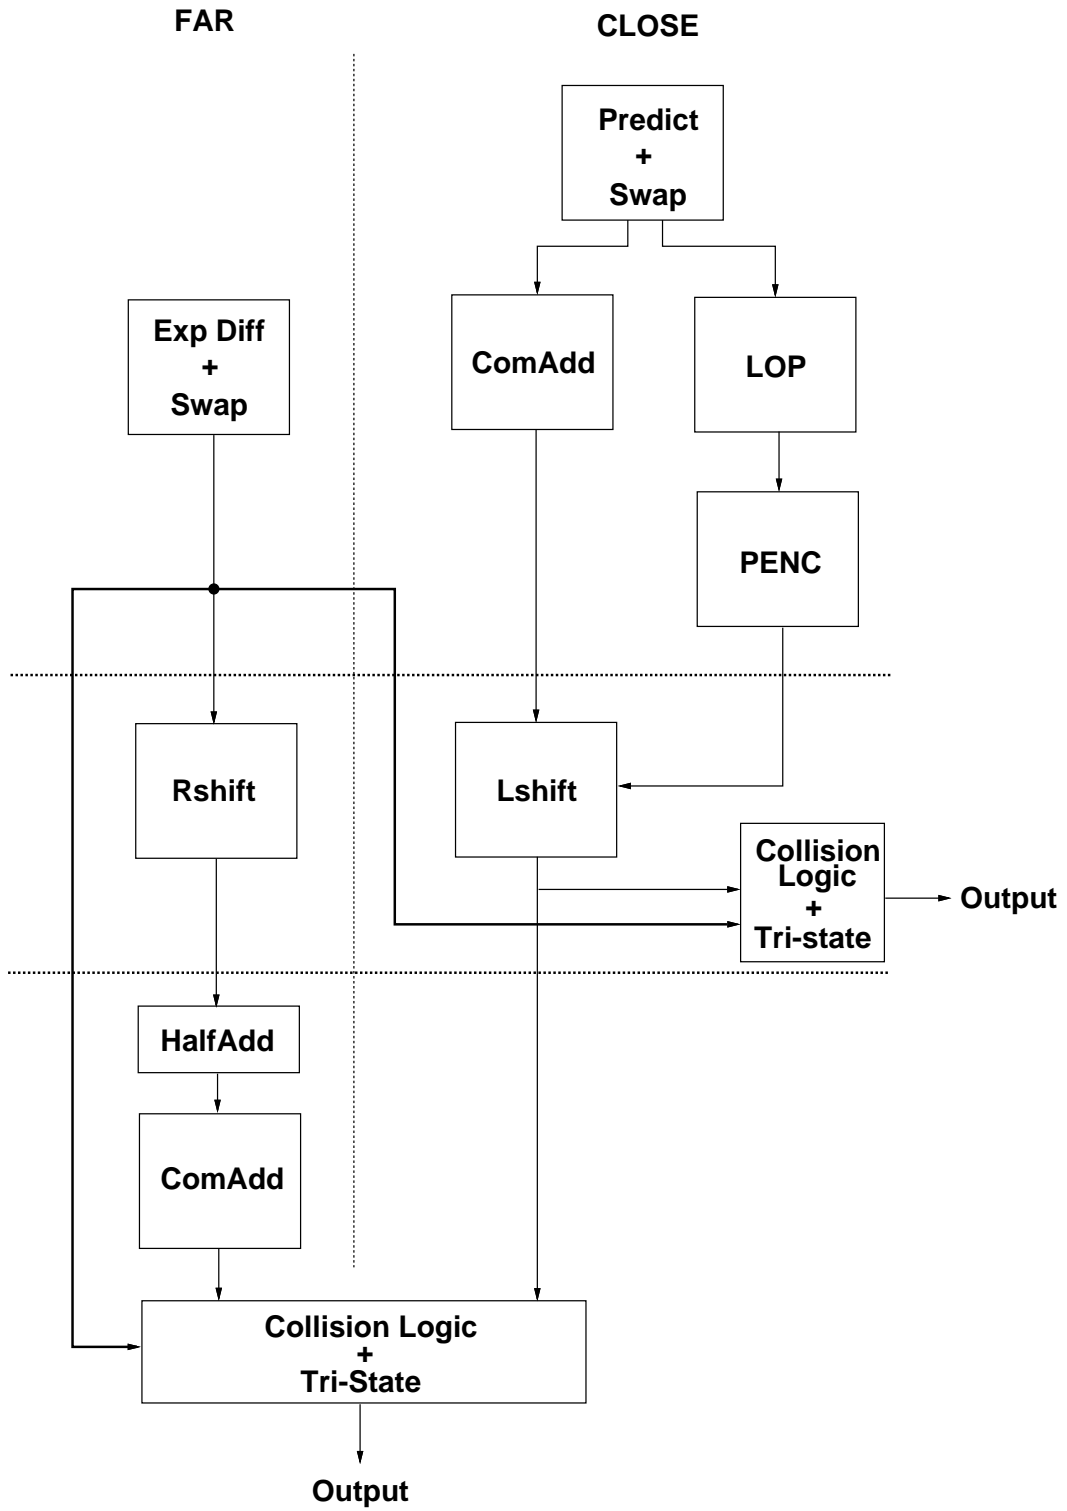 FAR
CLOSE
Predict
+
Swap
Exp Diff
+
Swap
ComAdd
LOP
PENC
Rshift
Lshift
Collision
Logic
+
Tri-state
Output
HalfAdd
ComAdd
Collision Logic
+
Tri-State
Output